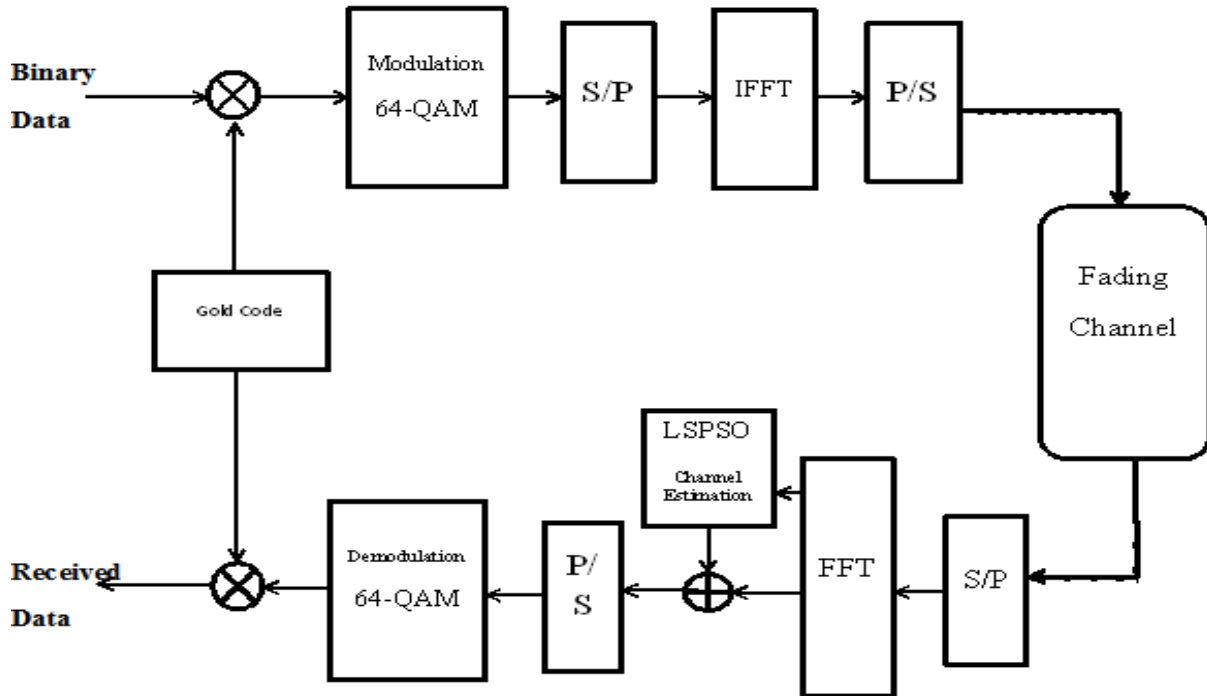 Binary
Data
Modulation
64-QAM
S/P
IFFT
P/S
Fading
Channel
Gold Code
LSPSO
Channel
Estimation
Received
Data
Demodulation
64-QAM
P/
S
FFT
S/P